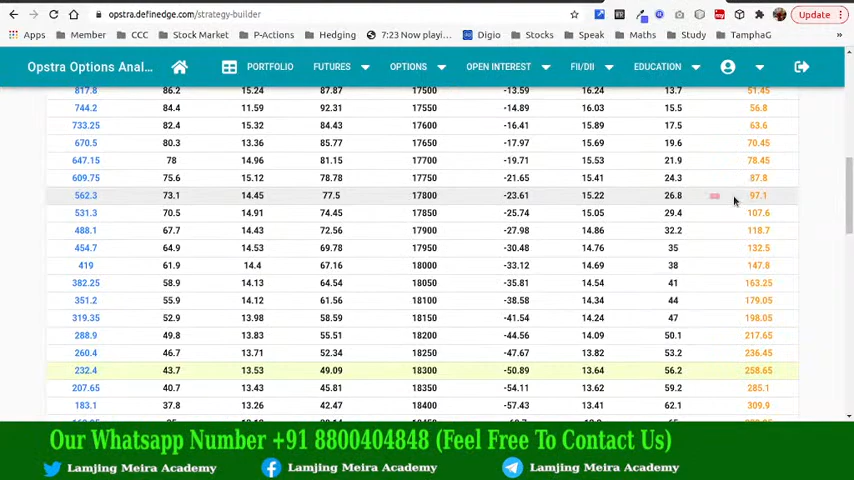 opstra.definedge.com/strategy-builder
Update
Apps Member CCC Stock Market P-Actions Hedging 7:23 Now playi... Digio Stocks Speak Maths Study TamphaG »
Opstra Options Anal... PORTFOLIO FUTURES OPTIONS OPEN INTEREST FII/DII EDUCATION
817.8 86.2 15.24 87.87 17500 -13.59 16.24 13.7 51.45
744.2 84.4 11.59 92.31 17550 -14.89 16.03 15.5 56.8
733.25 82.4 15.32 84.43 17600 -16.41 15.89 17.5 63.6
670.5 80.3 13.36 85.77 17650 -17.97 15.69 19.6 70.45
647.15 78 14.96 81.15 17700 -19.71 15.53 21.9 78.45
609.75 75.6 15.12 78.78 17750 -21.65 15.41 24.3 87.8
562.3 73.1 14.45 77.5 17800 -23.61 15.22 26.8 97.1
531.3 70.5 14.91 74.45 17850 -25.74 15.05 29.4 107.6
488.1 67.7 14.43 72.56 17900 -27.98 14.86 32.2 118.7
454.7 64.9 14.53 69.78 17950 -30.48 14.76 35 132.5
419 61.9 14.4 67.16 18000 -33.12 14.69 38 147.8
382.25 58.9 14.13 64.54 18050 -35.81 14.54 41 163.25
351.2 55.9 14.12 61.56 18100 -38.58 14.34 44 179.05
319.35 52.9 13.98 58.59 18150 -41.54 14.24 47 198.05
288.9 49.8 13.83 55.51 18200 -44.56 14.09 50.1 217.65
260.4 46.7 13.71 52.34 18250 -47.67 13.82 53.2 236.45
232.4 43.7 13.53 49.09 18300 -50.89 13.64 56.2 258.65
207.65 40.7 13.43 45.81 18350 -54.11 13.62 59.2 285.1
183.1 37.8 13.26 42.47 18400 -57.43 13.41 62.1 309.9
Our Whatsapp Number +91 8800404848 (Feel Free To Contact Us)
Lamjing Meira Academy Lamjing Meira Academy Lamjing Meira Academy